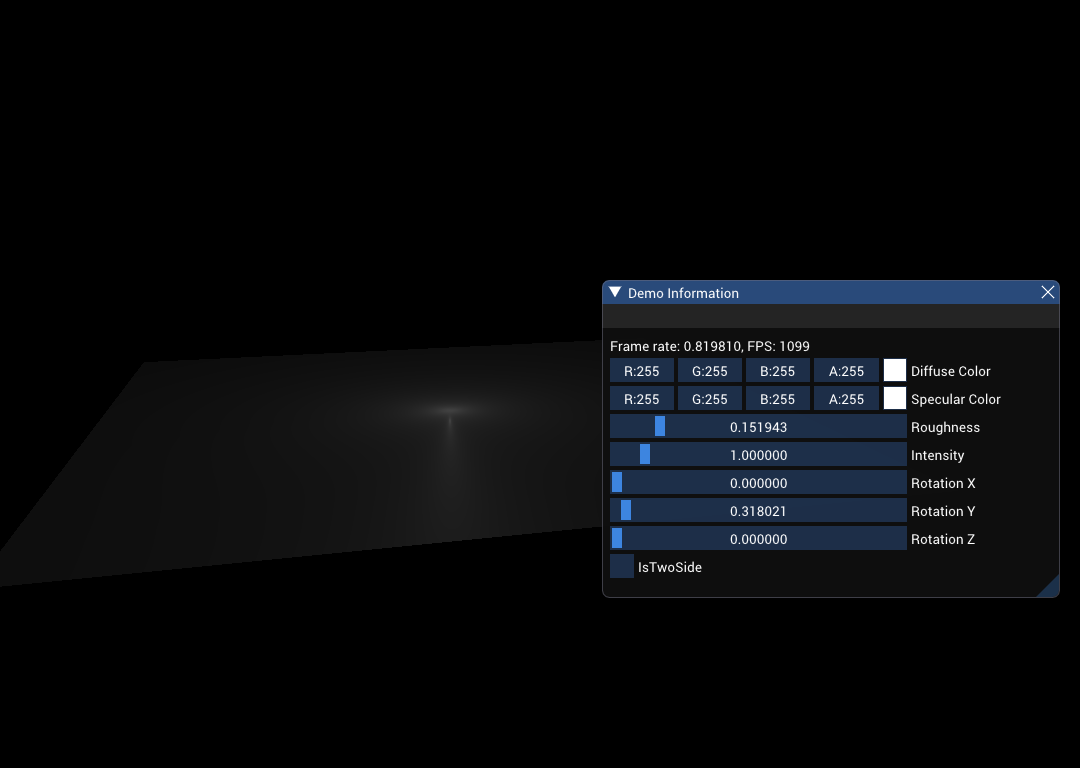 Demo Information
Frame rate: 0.819810, FPS: 1099
R:255 G:255 B:255 A:255 Diffuse Color
R:255 G:255 B:255 A:255 Specular Color
0.151943 Roughness
1.000000 Intensity
0.000000 Rotation X
0.318021 Rotation Y
0.000000 Rotation Z
IsTwoSide